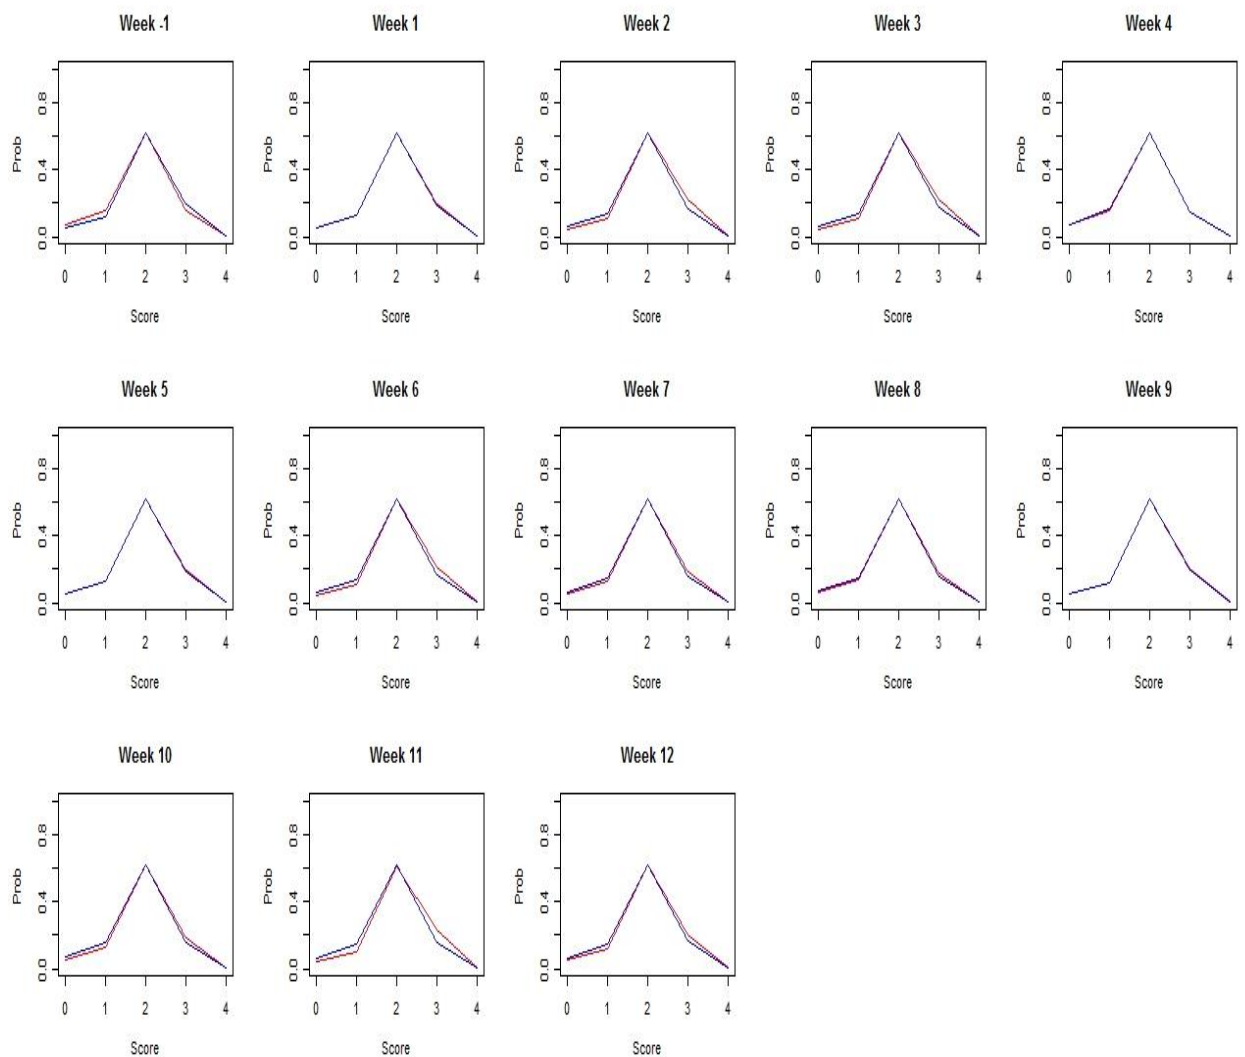 Week -1 Week 1 Week 2 Week 3 Week 4
Prob 0.0 0.4 0.8 Prob 0.0 0.4 0.8 Prob 0.0 0.4 0.8 Prob 0.0 0.4 0.8 Prob 0.0 0.4 0.8
0 1 2 3 4 0 1 2 3 4 0 1 2 3 4 0 1 2 3 4 0 1 2 3 4
Score Score Score Score Score
Week 5 Week 6 Week 7 Week 8 Week 9
Prob 0.0 0.4 0.8 Prob 0.0 0.4 0.8 Prob 0.0 0.4 0.8 Prob 0.0 0.4 0.8 Prob 0.0 0.4 0.8
0 1 2 3 4 0 1 2 3 4 0 1 2 3 4 0 1 2 3 4 0 1 2 3 4
Score Score Score Score Score
Week 10 Week 11 Week 12
Prob 0.0 0.4 0.8 Prob 0.0 0.4 0.8 Prob 0.0 0.4 0.8
0 1 2 3 4 0 1 2 3 4 0 1 2 3 4
Score Score Score